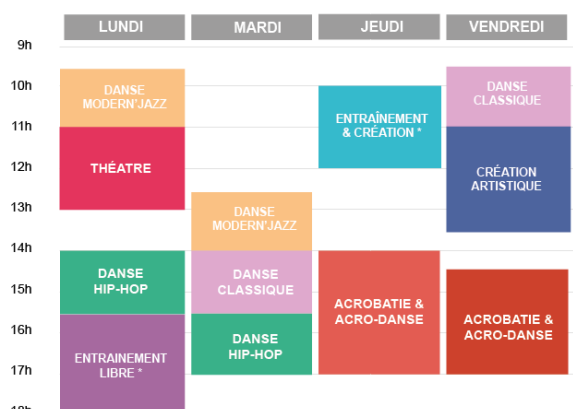 LUNDI
MARDI
JEUDI
VENDREDI
9h
10h
11h
12h
13h
14h
15h
16h
17h
18h
DANSE
MODERN'JAZZ
THÉATRE
DANSE
HIP-HOP
ENTRAINEMENT
LIBRE *
DANSE
MODERN'JAZZ
DANSE
CLASSIQUE
DANSE
HIP-HOP
ENTRAÎNEMENT
& CRÉATION *
ACROBATIE &
ACRO-DANSE
DANSE
CLASSIQUE
CRÉATION
ARTISTIQUE
ACROBATIE &
ACRO-DANSE